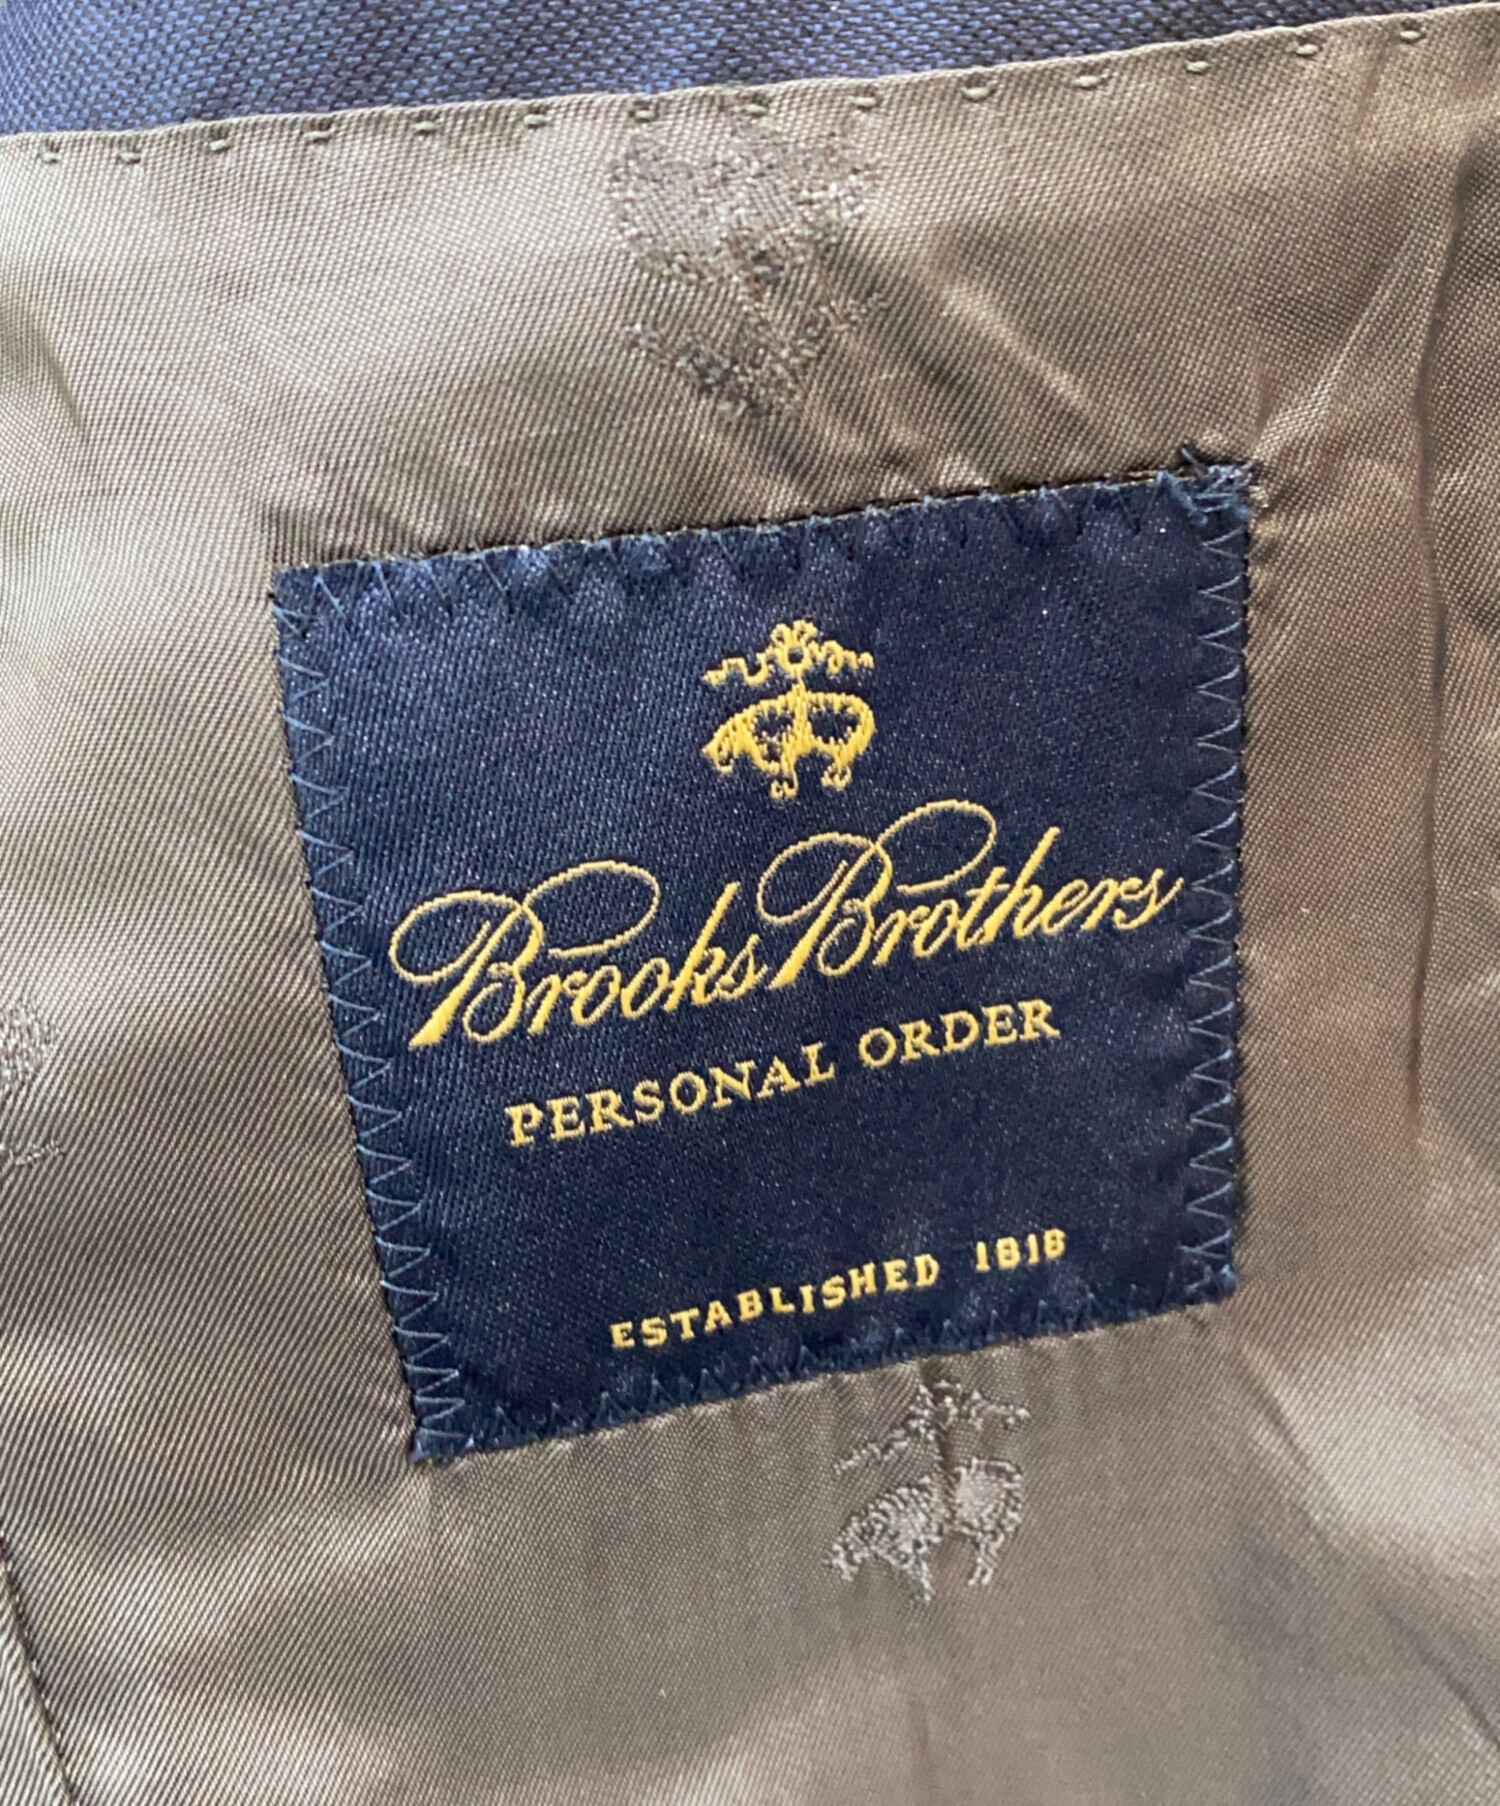 Brooks Brothers
PERSONAL ORDER
ESTABLISHED 1818